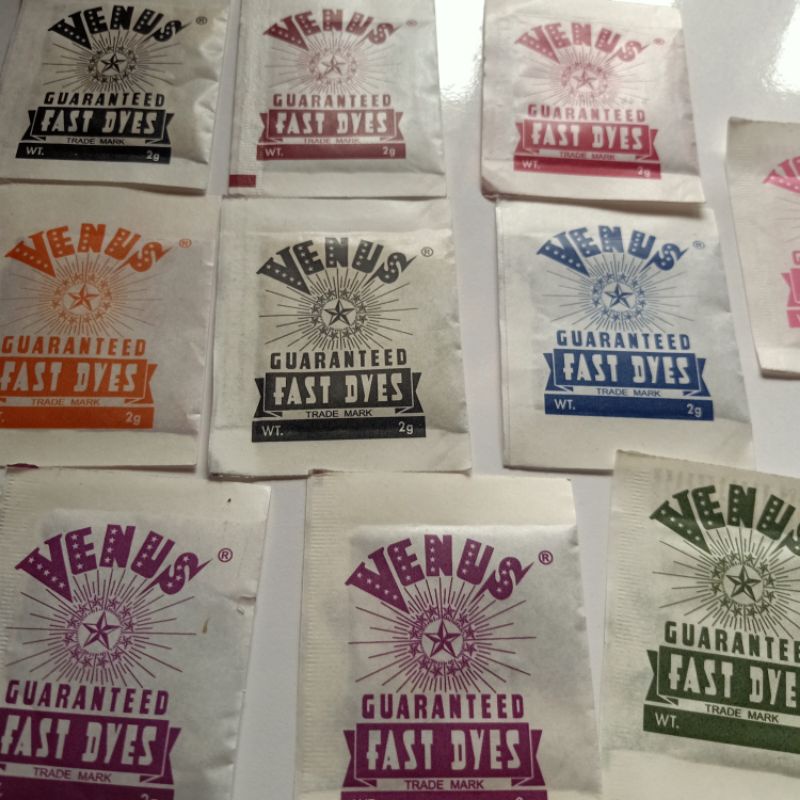 VENUS ®
GUARANTEED
FAST DYES
TRADE MARK
WT. 2g
VENUS ®
GUARANTEED
FAST DYES
TRADE MARK
WT. 2g
VENUS ®
GUARANTEED
FAST DYES
TRADE MARK
WT. 2g
VENUS ®
GUARANTEED
FAST DYES
TRADE MARK
2g
VENUS ®
GUARANTEED
FAST DYES
TRADE MARK
WT. 2g
VENUS ®
GUARANTEED
FAST DYES
TRADE MARK
WT. 2g
VENUS ®
GUARANTEED
FAST DYES
TRADE MARK
2g
VENUS ®
GUARANTEED
FAST DYES
TRADE MARK
VENUS
GUARANTEE
FAST DYE
TRADE MARK
WT.